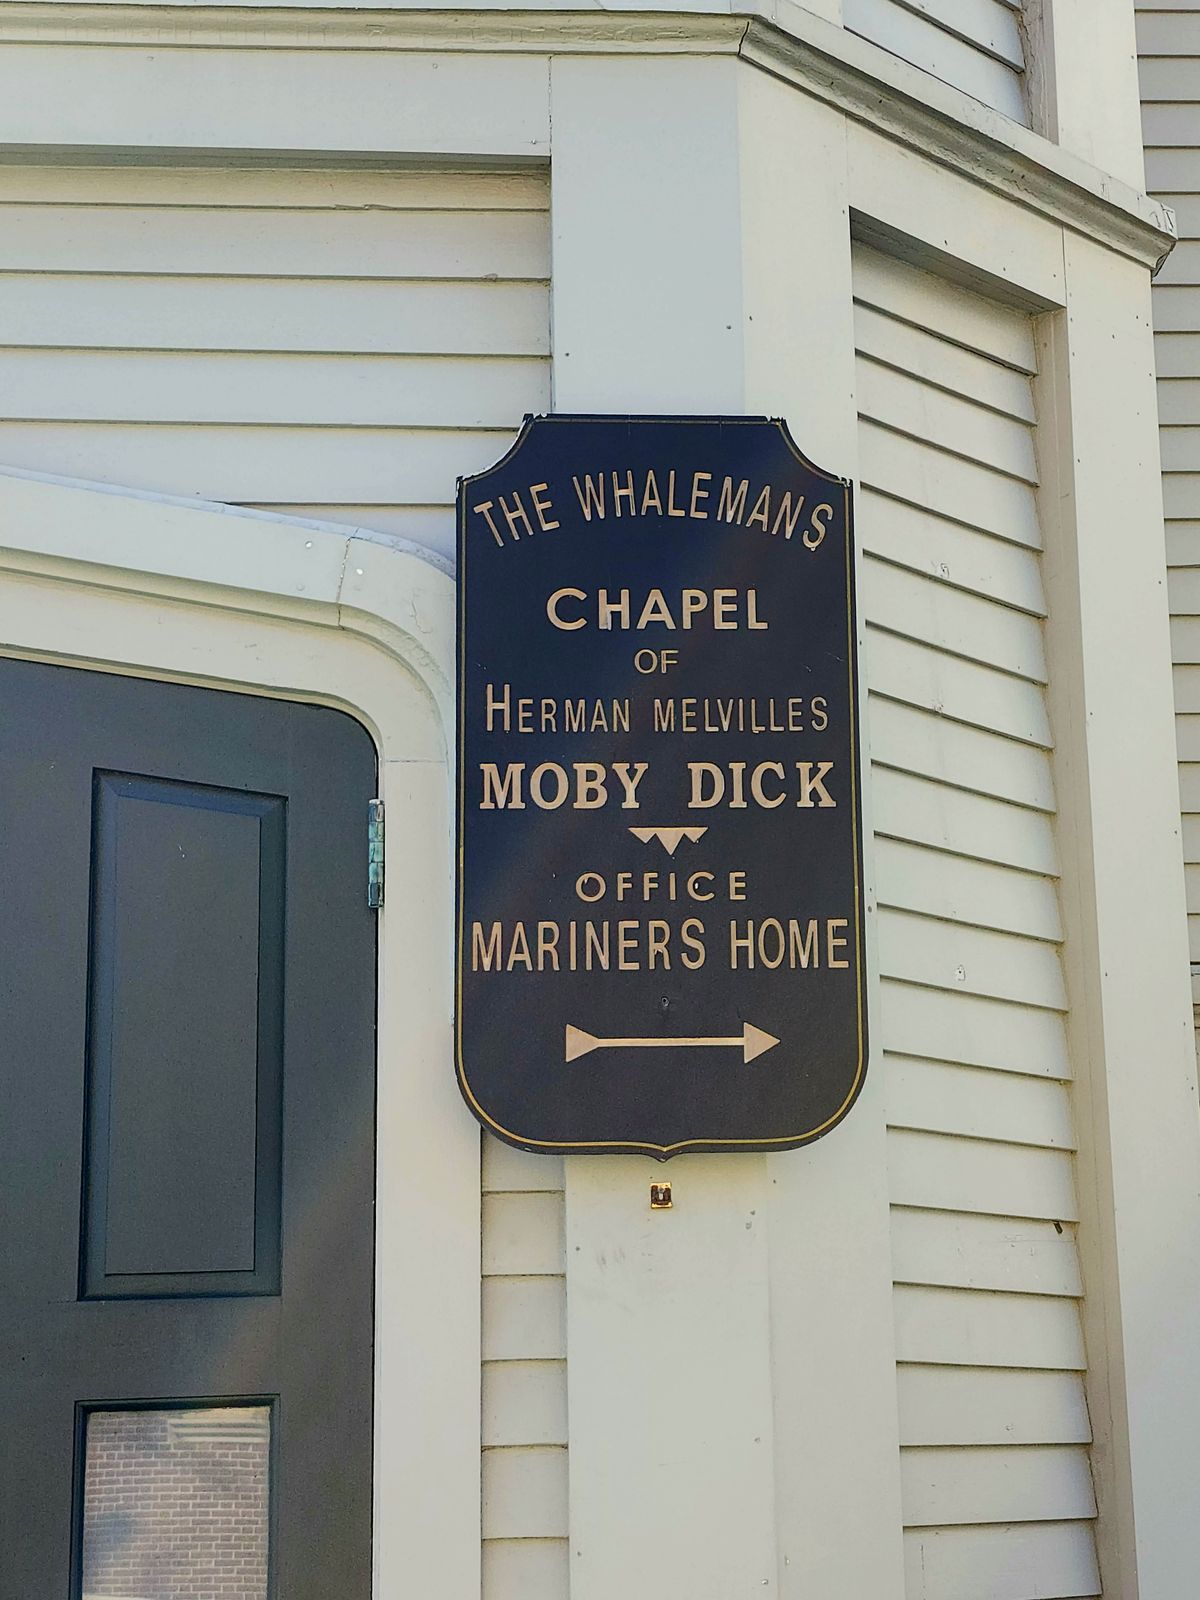 THE WHALEMANS
CHAPEL
OF
HERMAN MELVILLES
MOBY DICK
OFFICE
MARINERS HOME